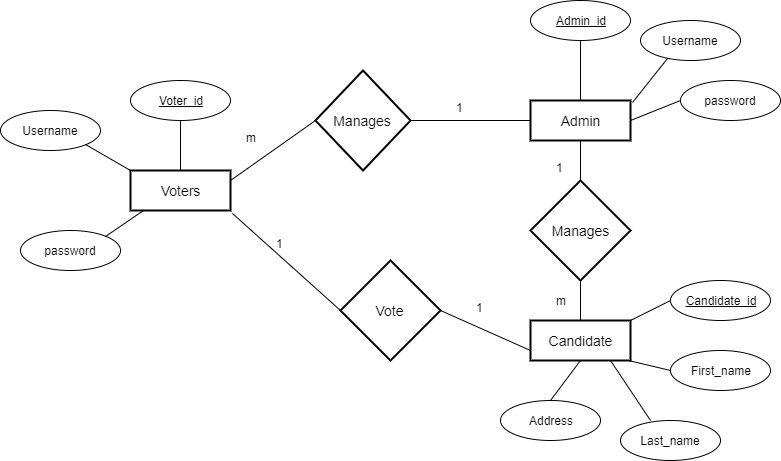 Admin_id
Username
password
Voter_id
Username
Manages
1
Admin
m
Voters
password
1
Manages
1
m
Vote
1
Candidate
Candidate_id
First_name
Address
Last_name